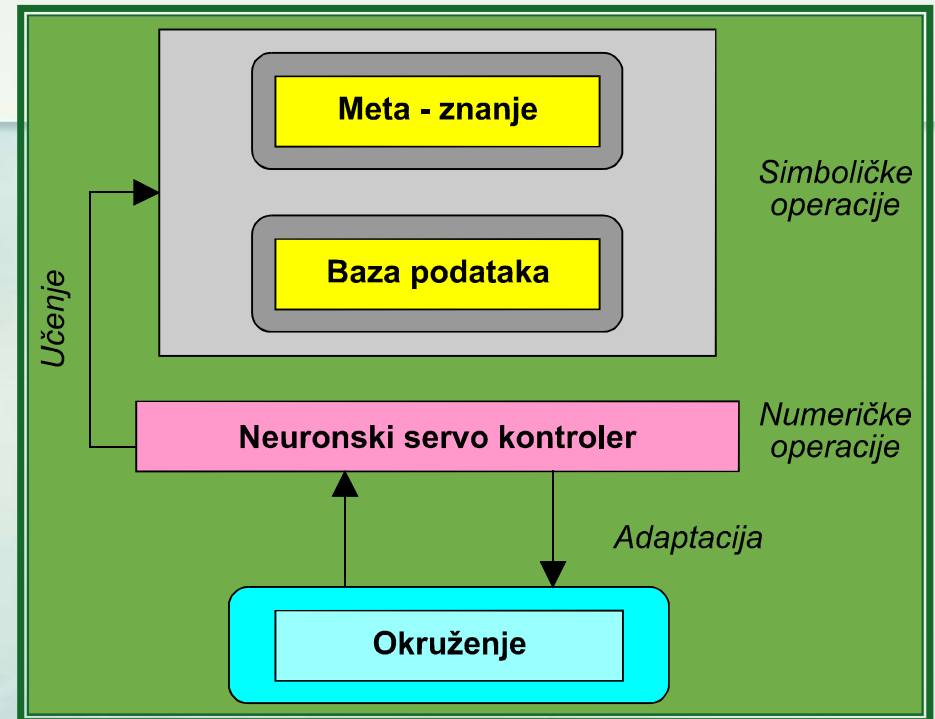 Meta - znanje
Simboličke
operacije
Baza podataka
Učenje
Numeričke
operacije
Neuronski servo kontroler
Adaptacija
Okruženje